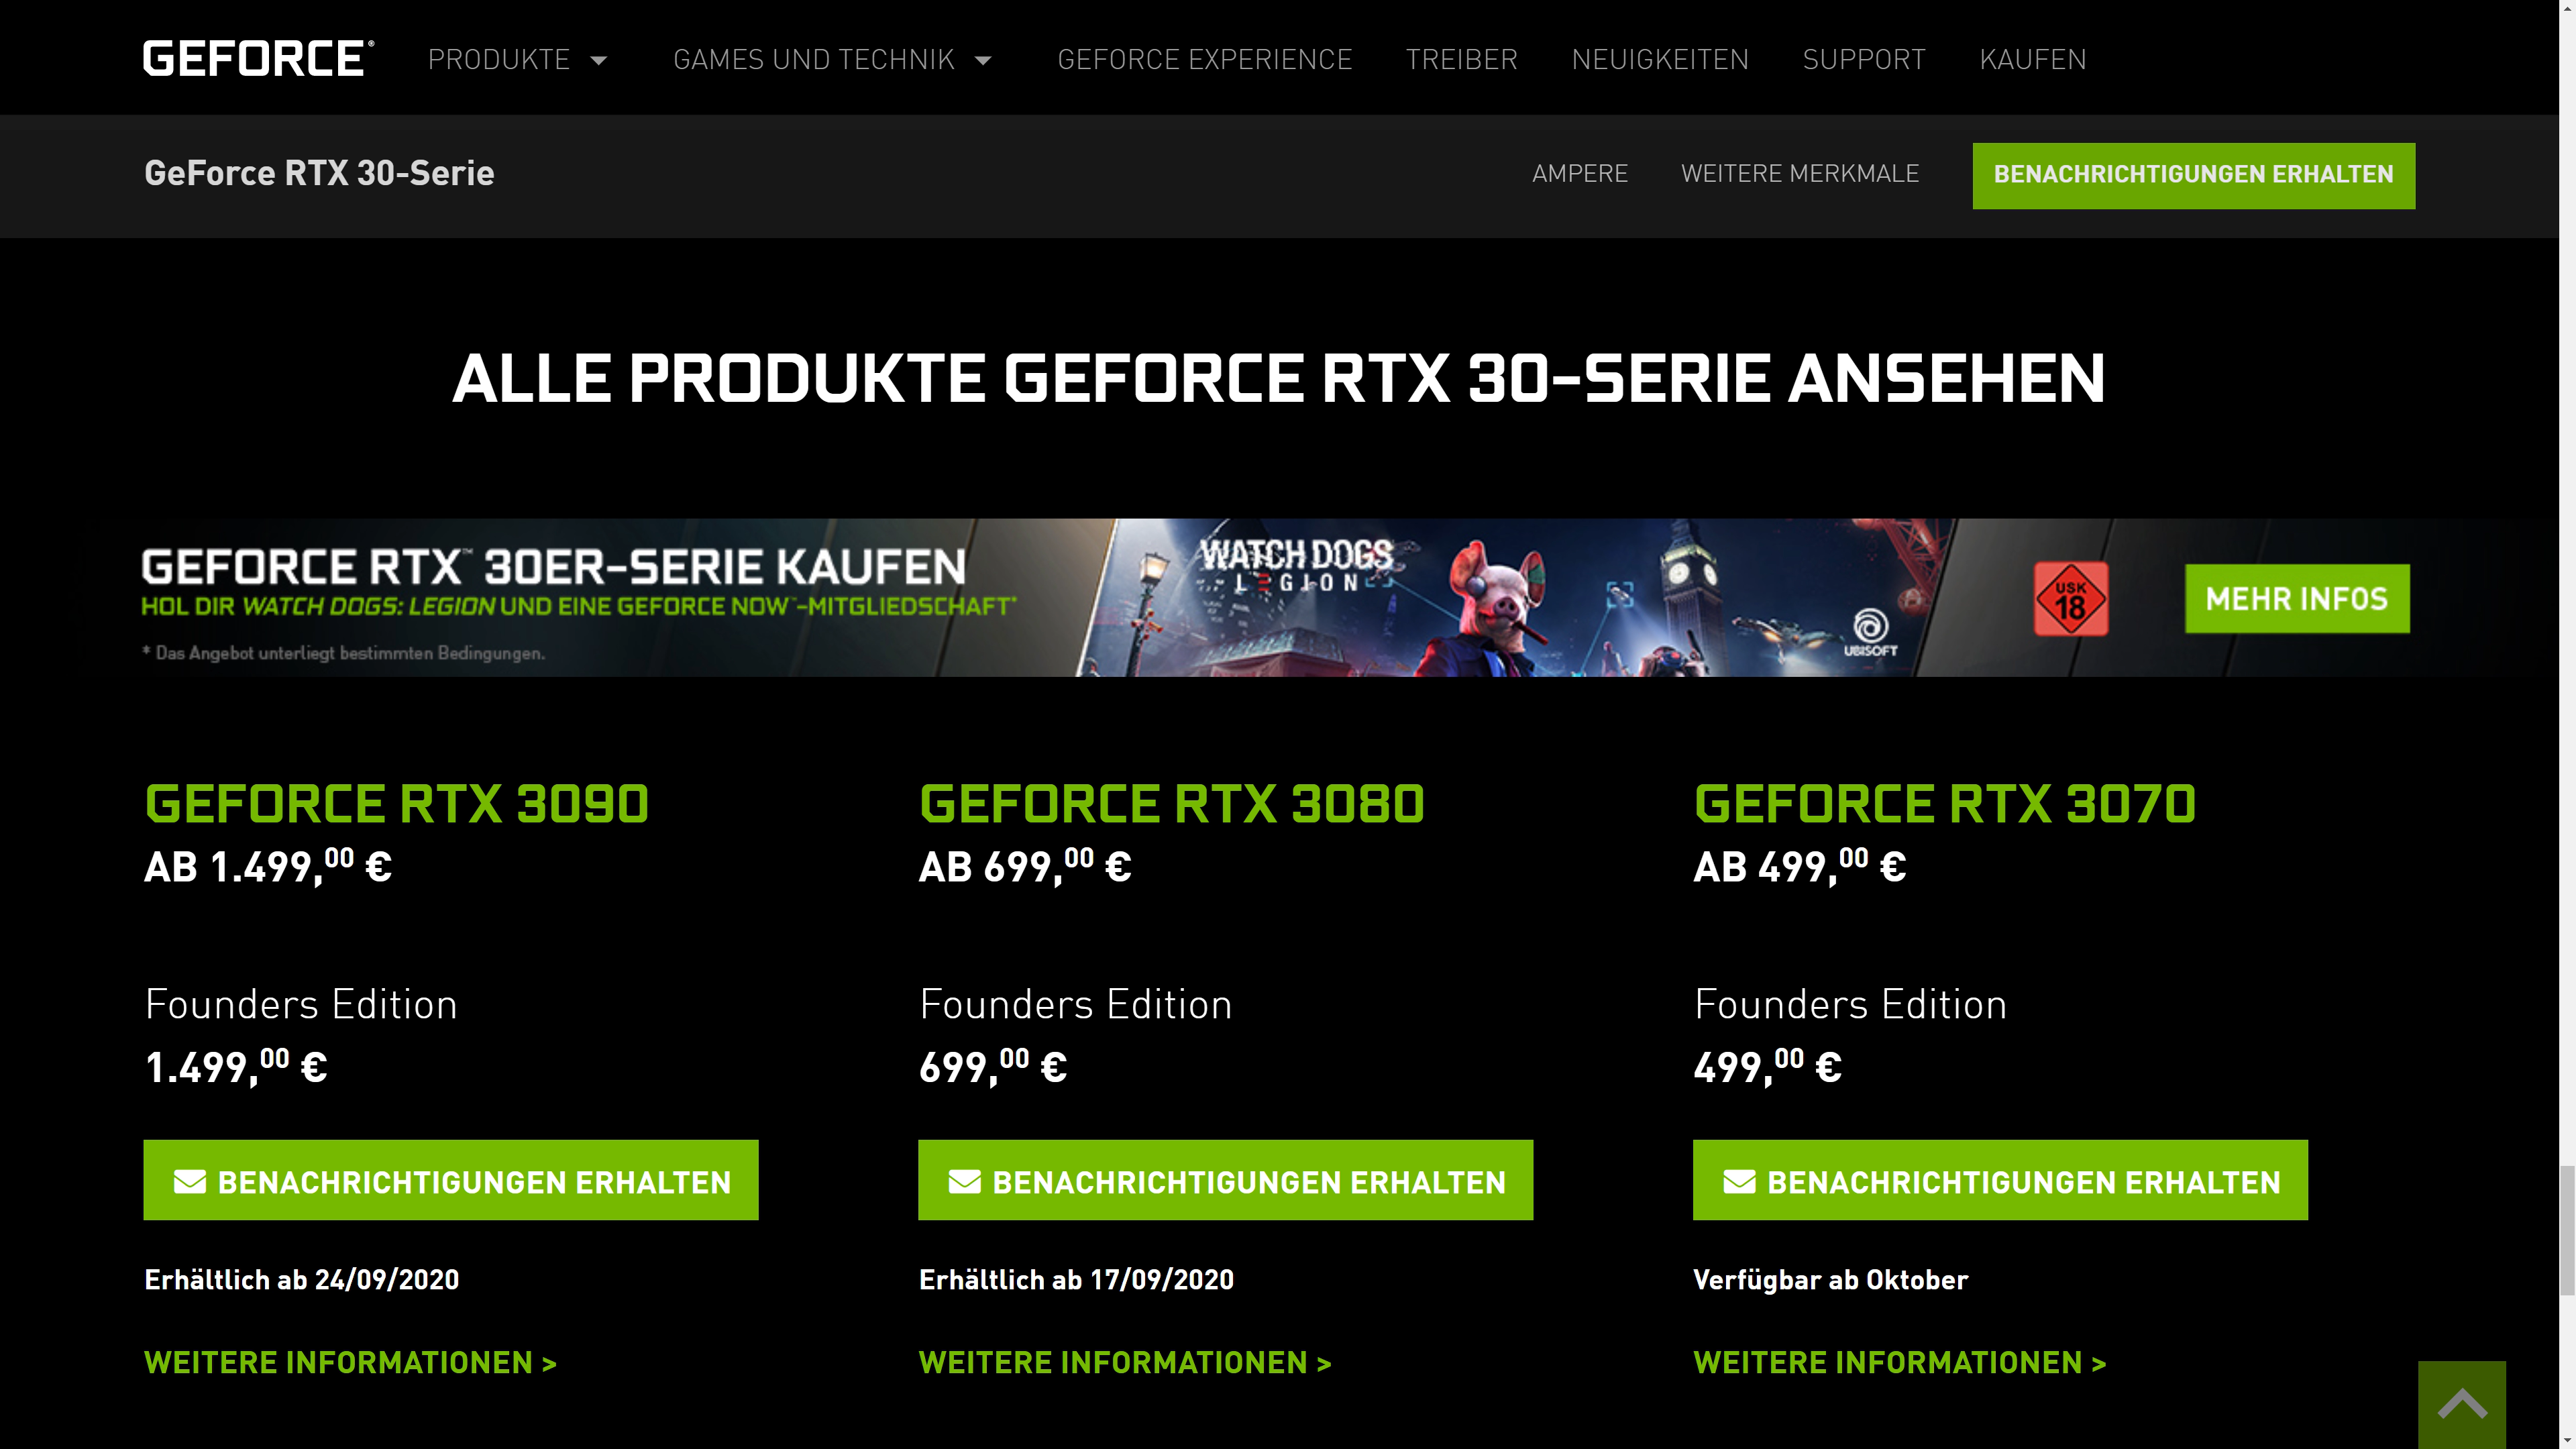 GEFORCE® PRODUKTE GAMES UND TECHNIK GEFORCE EXPERIENCE TREIBER NEUIGKEITEN SUPPORT KAUFEN
GeForce RTX 30-Serie AMPERE WEITERE MERKMALE BENACHRICHTIGUNGEN ERHALTEN
ALLE PRODUKTE GEFORCE RTX 30-SERIE ANSEHEN
GEFORCE RTX™ 30ER-SERIE KAUFEN
HOL DIR WATCH DOGS: LEGION UND EINE GEFORCE NOW™-MITGLIEDSCHAFT*
* Das Angebot unterliegt bestimmten Bedingungen.
WATCH DOGS
LEGION
UBISOFT
USK
18
MEHR INFOS
GEFORCE RTX 3090
AB 1.499,00 €
Founders Edition
1.499,00 €
BENACHRICHTIGUNGEN ERHALTEN
Erhältlich ab 24/09/2020
WEITERE INFORMATIONEN >
GEFORCE RTX 3080
AB 699,00 €
Founders Edition
699,00 €
BENACHRICHTIGUNGEN ERHALTEN
Erhältlich ab 17/09/2020
WEITERE INFORMATIONEN >
GEFORCE RTX 3070
AB 499,00 €
Founders Edition
499,00 €
BENACHRICHTIGUNGEN ERHALTEN
Verfügbar ab Oktober
WEITERE INFORMATIONEN >